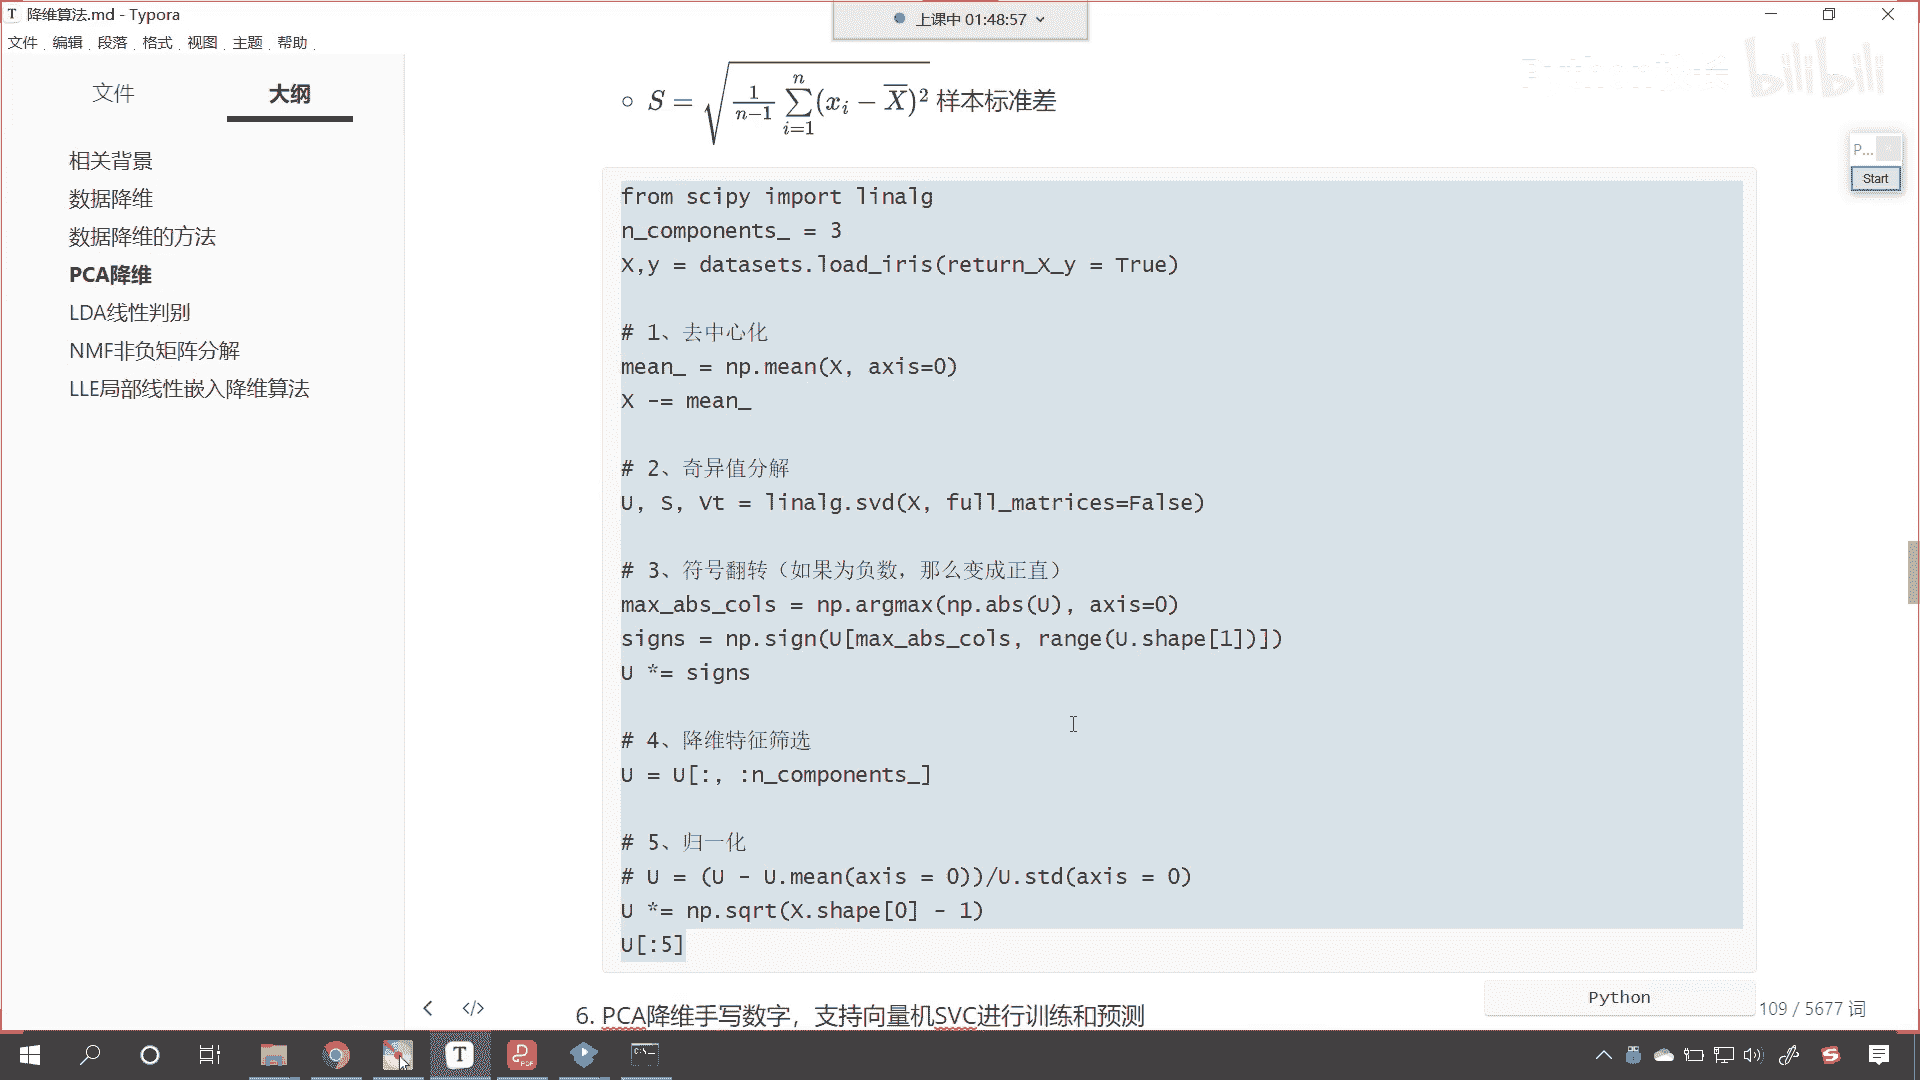 降维算法.md - Typora
上课中 01:48:57
文件 编辑 段落 格式 视图 主题 帮助
bilibili
文件 大纲
相关背景
数据降维
数据降维的方法
PCA降维
LDA线性判别
NMF非负矩阵分解
LLE局部线性嵌入降维算法
S = √(1/(n−1) ∑_{i=1}^{n} (x_i − X̄)²) 样本标准差
P...
Start
from scipy import linalg
n_components_ = 3
X,y = datasets.load_iris(return_X_y = True)
# 1、去中心化
mean_ = np.mean(X, axis=0)
X -= mean_
# 2、奇异值分解
U, S, Vt = linalg.svd(X, full_matrices=False)
# 3、符号翻转（如果为负数，那么变成正直）
max_abs_cols = np.argmax(np.abs(U), axis=0)
signs = np.sign(U[max_abs_cols, range(U.shape[1])])
U *= signs
# 4、降维特征筛选
U = U[:, :n_components_]
# 5、归一化
# U = (U - U.mean(axis = 0))/U.std(axis = 0)
U *= np.sqrt(X.shape[0] - 1)
U[:5]
Python
6. PCA降维手写数字，支持向量机SVC进行训练和预测
109 / 5677 词